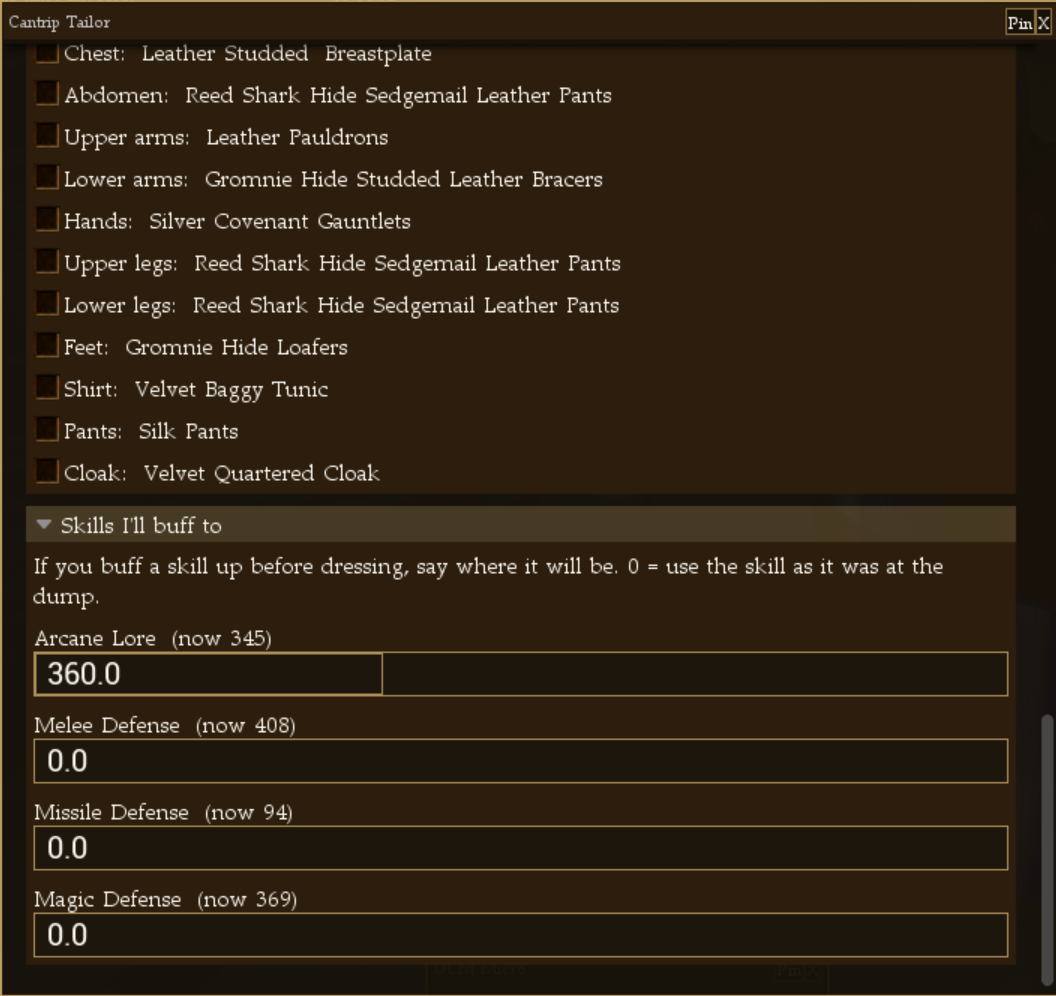 Cantrip Tailor
Pin X
Chest: Leather Studded Breastplate
Abdomen: Reed Shark Hide Sedgemail Leather Pants
Upper arms: Leather Pauldrons
Lower arms: Gromnie Hide Studded Leather Bracers
Hands: Silver Covenant Gauntlets
Upper legs: Reed Shark Hide Sedgemail Leather Pants
Lower legs: Reed Shark Hide Sedgemail Leather Pants
Feet: Gromnie Hide Loafers
Shirt: Velvet Baggy Tunic
Pants: Silk Pants
Cloak: Velvet Quartered Cloak
Skills I'll buff to
If you buff a skill up before dressing, say where it will be. 0 = use the skill as it was at the
dump.
Arcane Lore (now 345)
360.0
Melee Defense (now 408)
0.0
Missile Defense (now 94)
0.0
Magic Defense (now 369)
0.0
Pin X